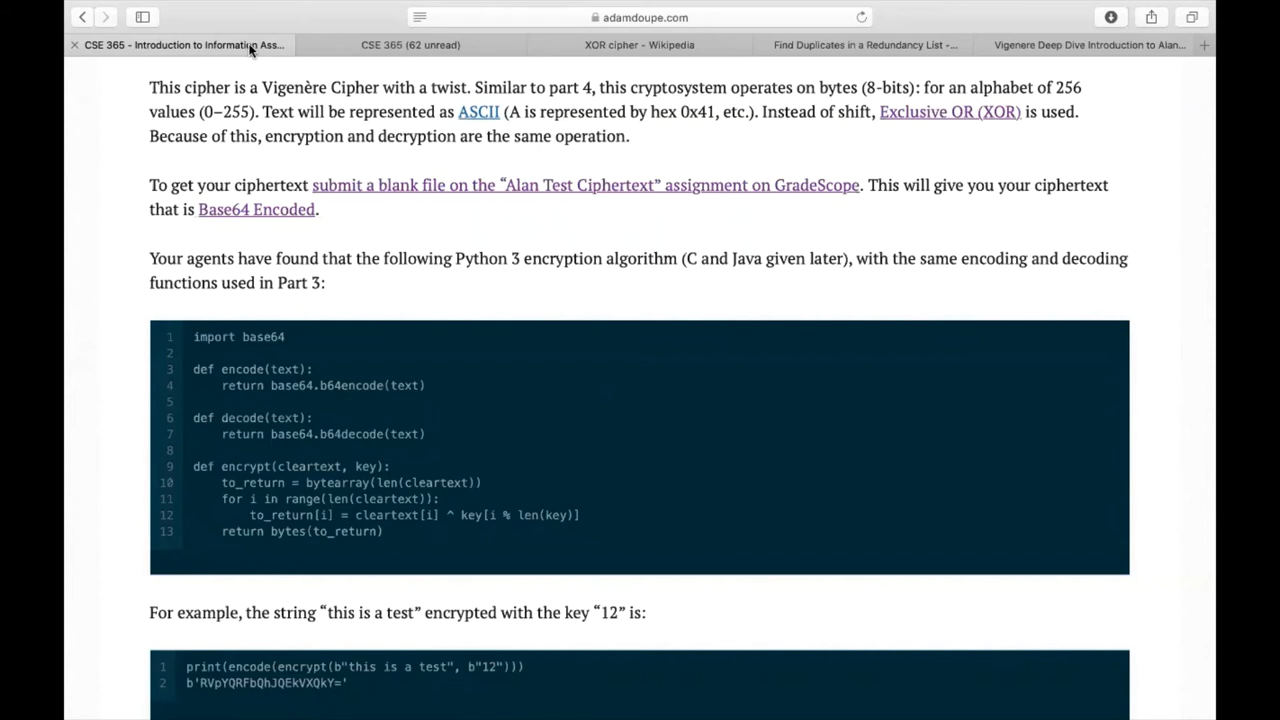 adamdoupe.com
CSE 365 - Introduction to Information Ass...
CSE 365 (62 unread)
XOR cipher - Wikipedia
Find Duplicates in a Redundancy List -...
Vigenere Deep Dive Introduction to Alan...
This cipher is a Vigenère Cipher with a twist. Similar to part 4, this cryptosystem operates on bytes (8-bits): for an alphabet of 256
values (0–255). Text will be represented as ASCII (A is represented by hex 0x41, etc.). Instead of shift, Exclusive OR (XOR) is used.
Because of this, encryption and decryption are the same operation.
To get your ciphertext submit a blank file on the “Alan Test Ciphertext” assignment on GradeScope. This will give you your ciphertext
that is Base64 Encoded.
Your agents have found that the following Python 3 encryption algorithm (C and Java given later), with the same encoding and decoding
functions used in Part 3:
1 import base64
2
3 def encode(text):
4 return base64.b64encode(text)
5
6 def decode(text):
7 return base64.b64decode(text)
8
9 def encrypt(cleartext, key):
10 to_return = bytearray(len(cleartext))
11 for i in range(len(cleartext)):
12 to_return[i] = cleartext[i] ^ key[i % len(key)]
13 return bytes(to_return)
For example, the string “this is a test” encrypted with the key “12” is:
1 print(encode(encrypt(b"this is a test", b"12")))
2 b'RVpYQRFbQhJQEkVXQkY='